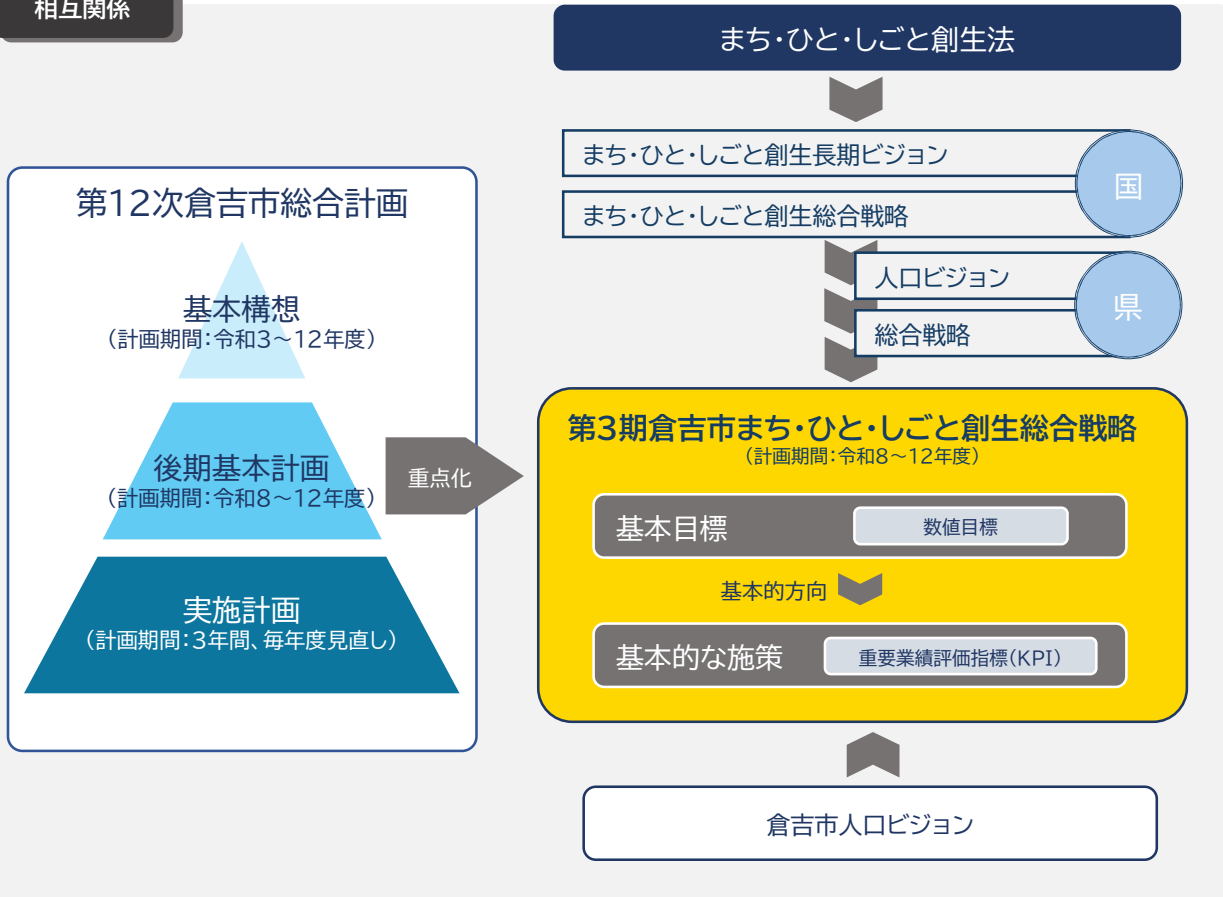 相互関係
まち・ひと・しごと創生法
まち・ひと・しごと創生長期ビジョン
まち・ひと・しごと創生総合戦略
国
人口ビジョン
総合戦略
県
第12次倉吉市総合計画
基本構想
(計画期間:令和3~12年度)
後期基本計画
(計画期間:令和8~12年度)
実施計画
(計画期間:3年間、毎年度見直し)
重点化
第3期倉吉市まち・ひと・しごと創生総合戦略
(計画期間:令和8~12年度)
基本目標
数値目標
基本的方向
基本的な施策
重要業績評価指標(KPI)
倉吉市人口ビジョン